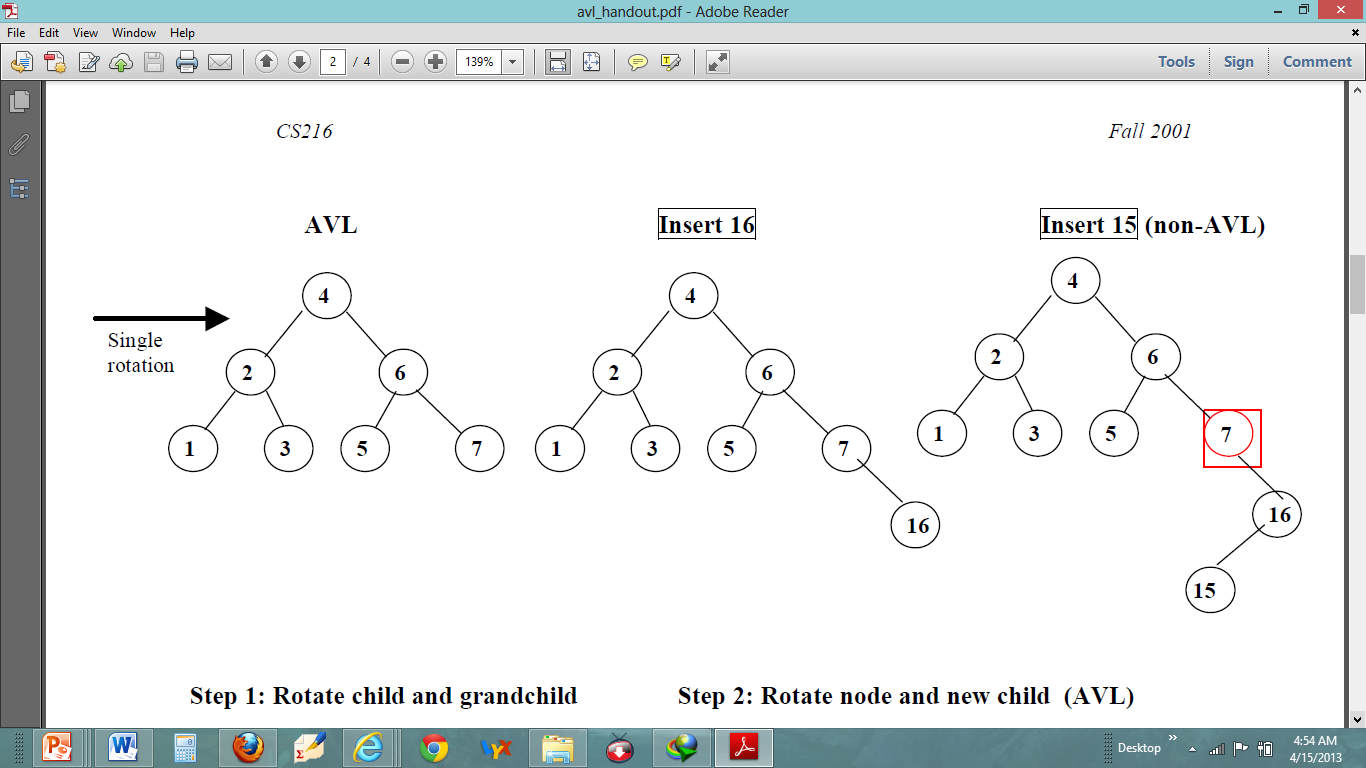 avl_handout.pdf - Adobe Reader
File Edit View Window Help
2 / 4 139% Tools Sign Comment
CS216 Fall 2001
AVL Insert 16 Insert 15 (non-AVL)
Single
rotation
4 4 4
2 6 2 6 2 6
1 3 5 7 1 3 5 7 1 3 5 7
16 16
15
Step 1: Rotate child and grandchild Step 2: Rotate node and new child (AVL)
Desktop 4:54 AM
4/15/2013